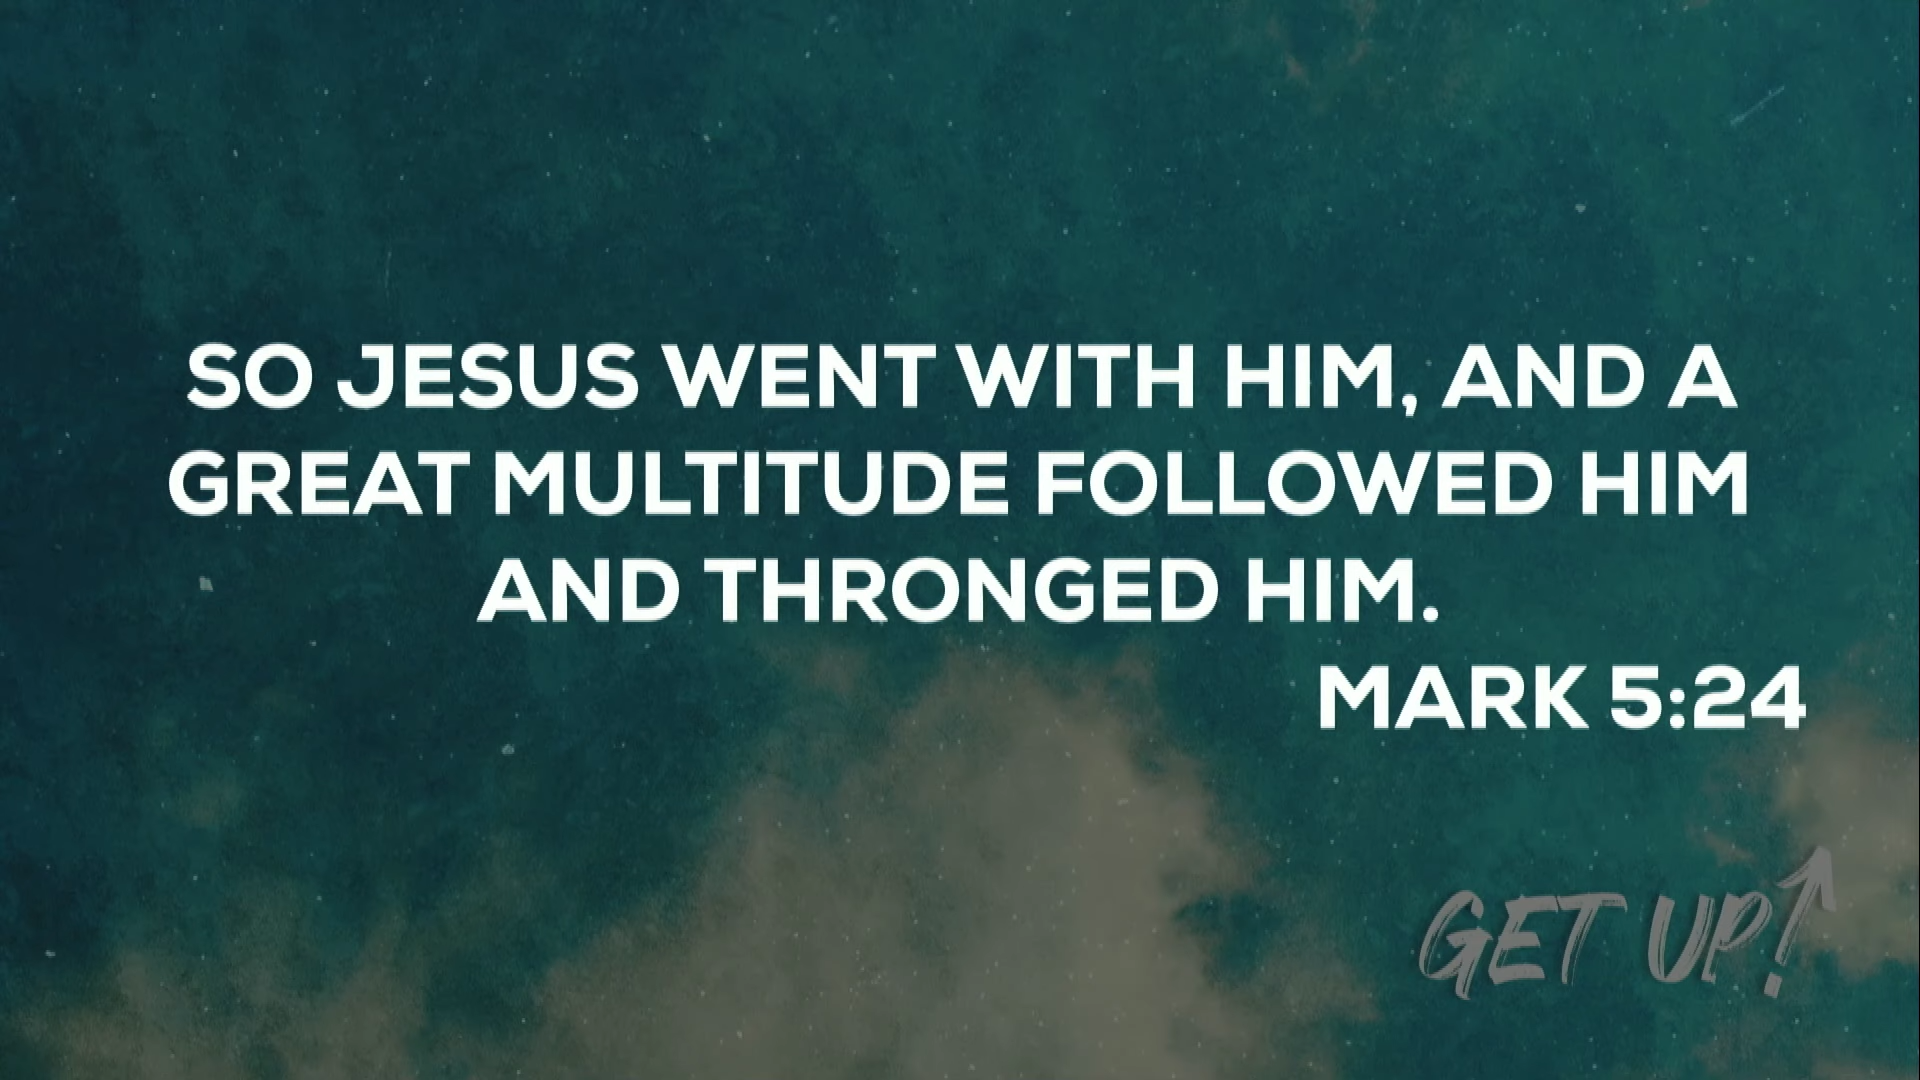 SO JESUS WENT WITH HIM, AND A
GREAT MULTITUDE FOLLOWED HIM
AND THRONGED HIM.
MARK 5:24
GET UP!